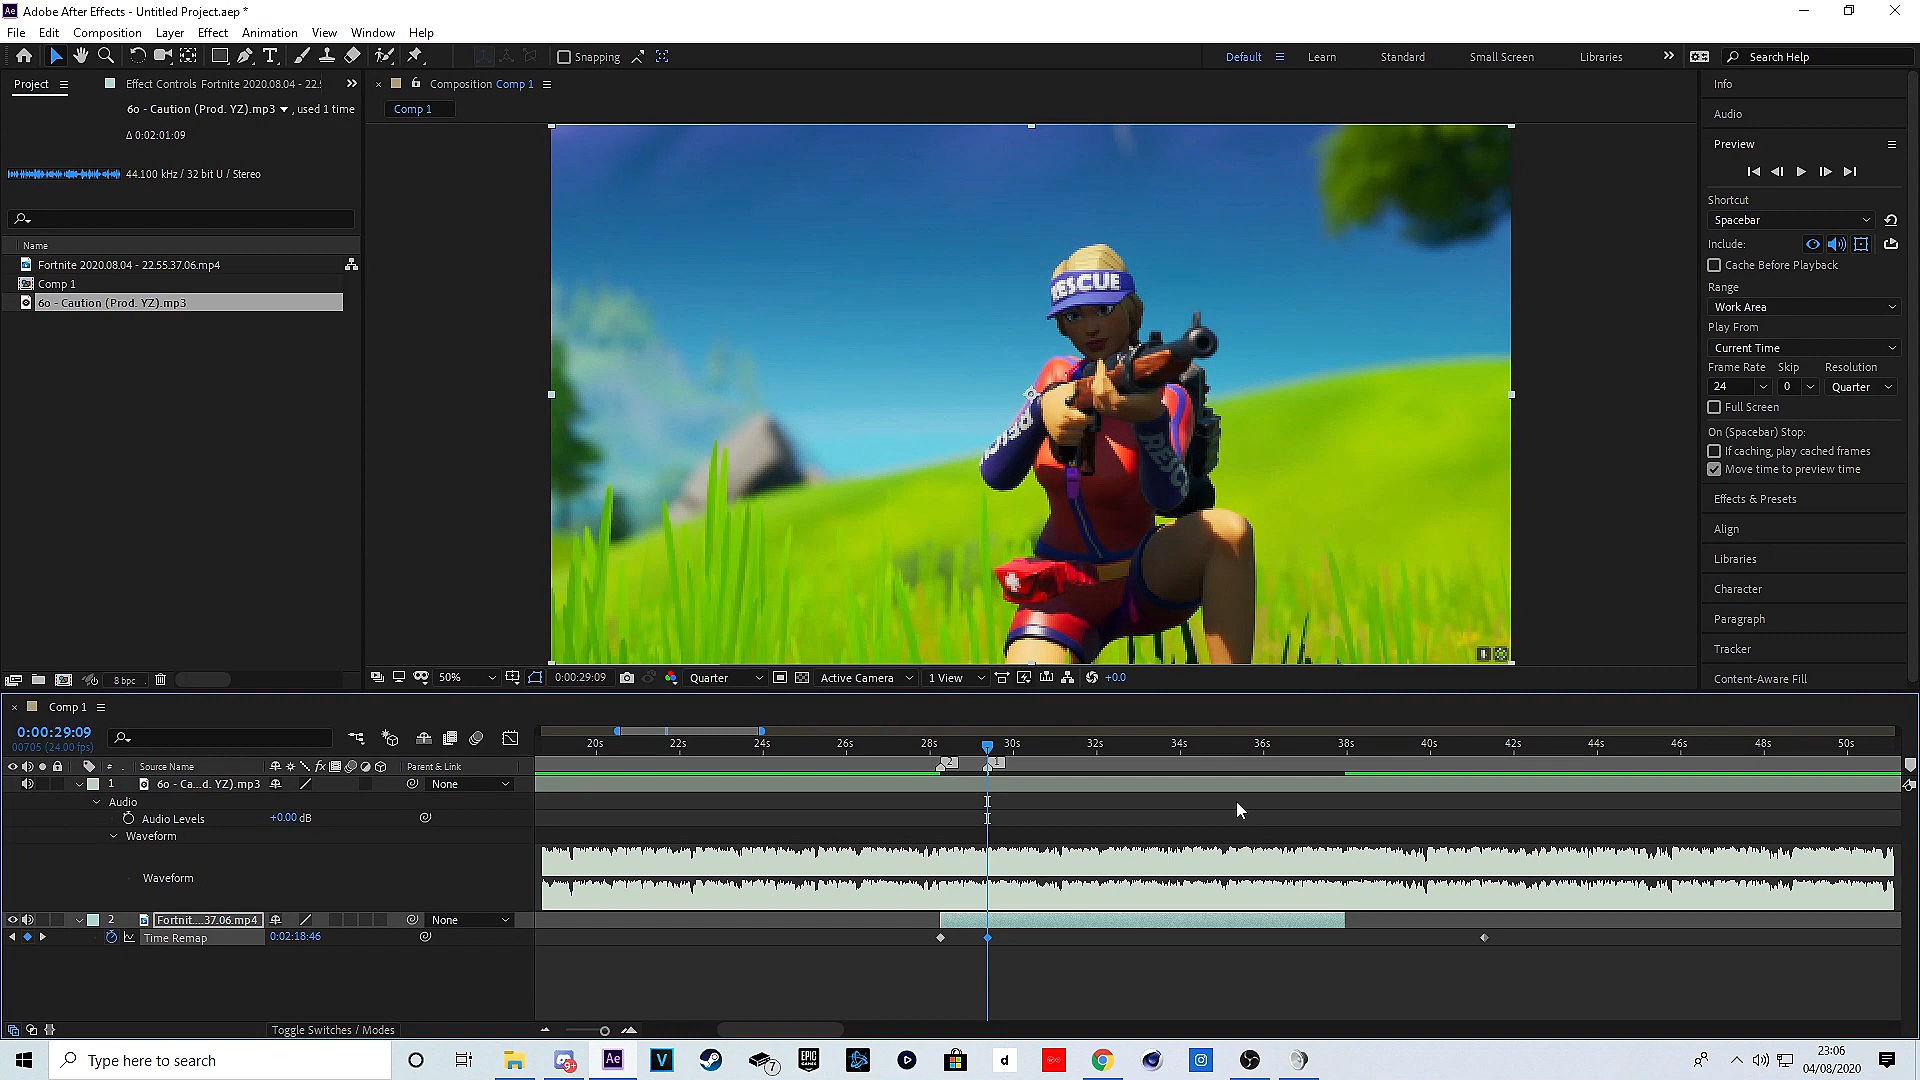 Adobe After Effects - Untitled Project.aep *
File Edit Composition Layer Effect Animation View Window Help
Snapping Default Learn Standard Small Screen Libraries Search Help
Project Effect Controls Fortnite 2020.08.04 - 22.5
6o - Caution (Prod. YZ).mp3 , used 1 time
Δ 0:02:01:09
44.100 kHz / 32 bit U / Stereo
Name
Fortnite 2020.08.04 - 22.55.37.06.mp4
Comp 1
6o - Caution (Prod. YZ).mp3
8 bpc
Composition Comp 1
Comp 1
RESCUE
RESCU
50% 0:00:29:09 Quarter Active Camera 1 View +0.0
Info
Audio
Preview
Shortcut
Spacebar
Include:
Cache Before Playback
Range
Work Area
Play From
Current Time
Frame Rate Skip Resolution
24 0 Quarter
Full Screen
On (Spacebar) Stop:
If caching, play cached frames
Move time to preview time
Effects & Presets
Align
Libraries
Character
Paragraph
Tracker
Content-Aware Fill
Comp 1
0:00:29:09
00705 (24.00 fps)
20s 22s 24s 26s 28s 30s 32s 34s 36s 38s 40s 42s 44s 46s 48s 50s
# Source Name fx Parent & Link
2 1
1 6o - Ca...d. YZ).mp3 None
Audio
Audio Levels +0.00 dB
Waveform
Waveform
2 Fortnit....37.06.mp4 None
Time Remap 0:02:18:46
Toggle Switches / Modes
Type here to search
9+ Ae V 7 EPIC GAMES d
23:06
04/08/2020